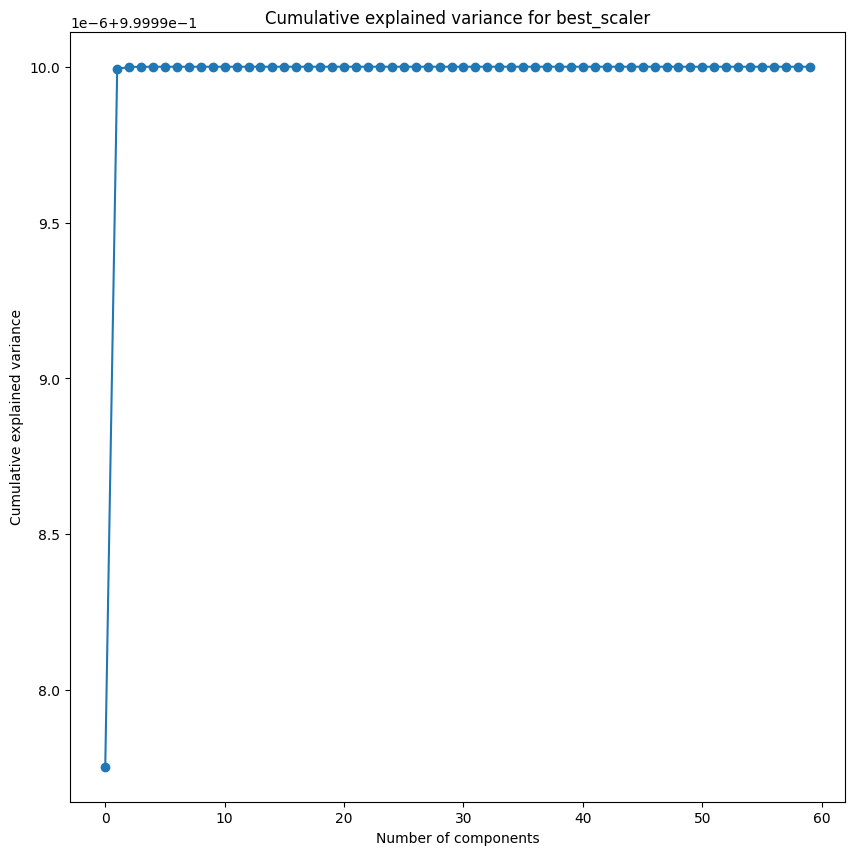 Cumulative explained variance for best_scaler
1e−6+9.9999e−1
10.0
9.5
9.0
8.5
8.0
Cumulative explained variance
0 10 20 30 40 50 60
Number of components